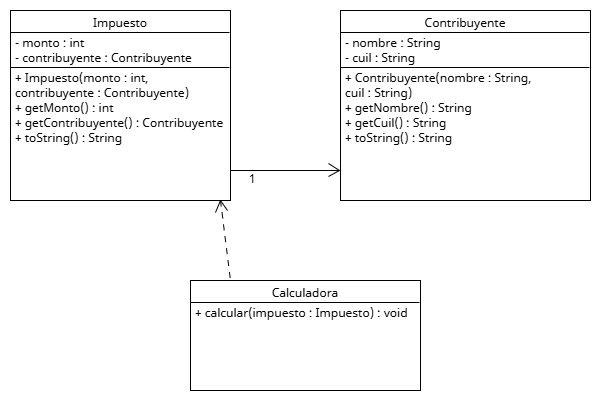 Impuesto
- monto : int
- contribuyente : Contribuyente
+ Impuesto(monto : int,
contribuyente : Contribuyente)
+ getMonto() : int
+ getContribuyente() : Contribuyente
+ toString() : String
Contribuyente
- nombre : String
- cuil : String
+ Contribuyente(nombre : String,
cuil : String)
+ getNombre() : String
+ getCuil() : String
+ toString() : String
1
Calculadora
+ calcular(impuesto : Impuesto) : void